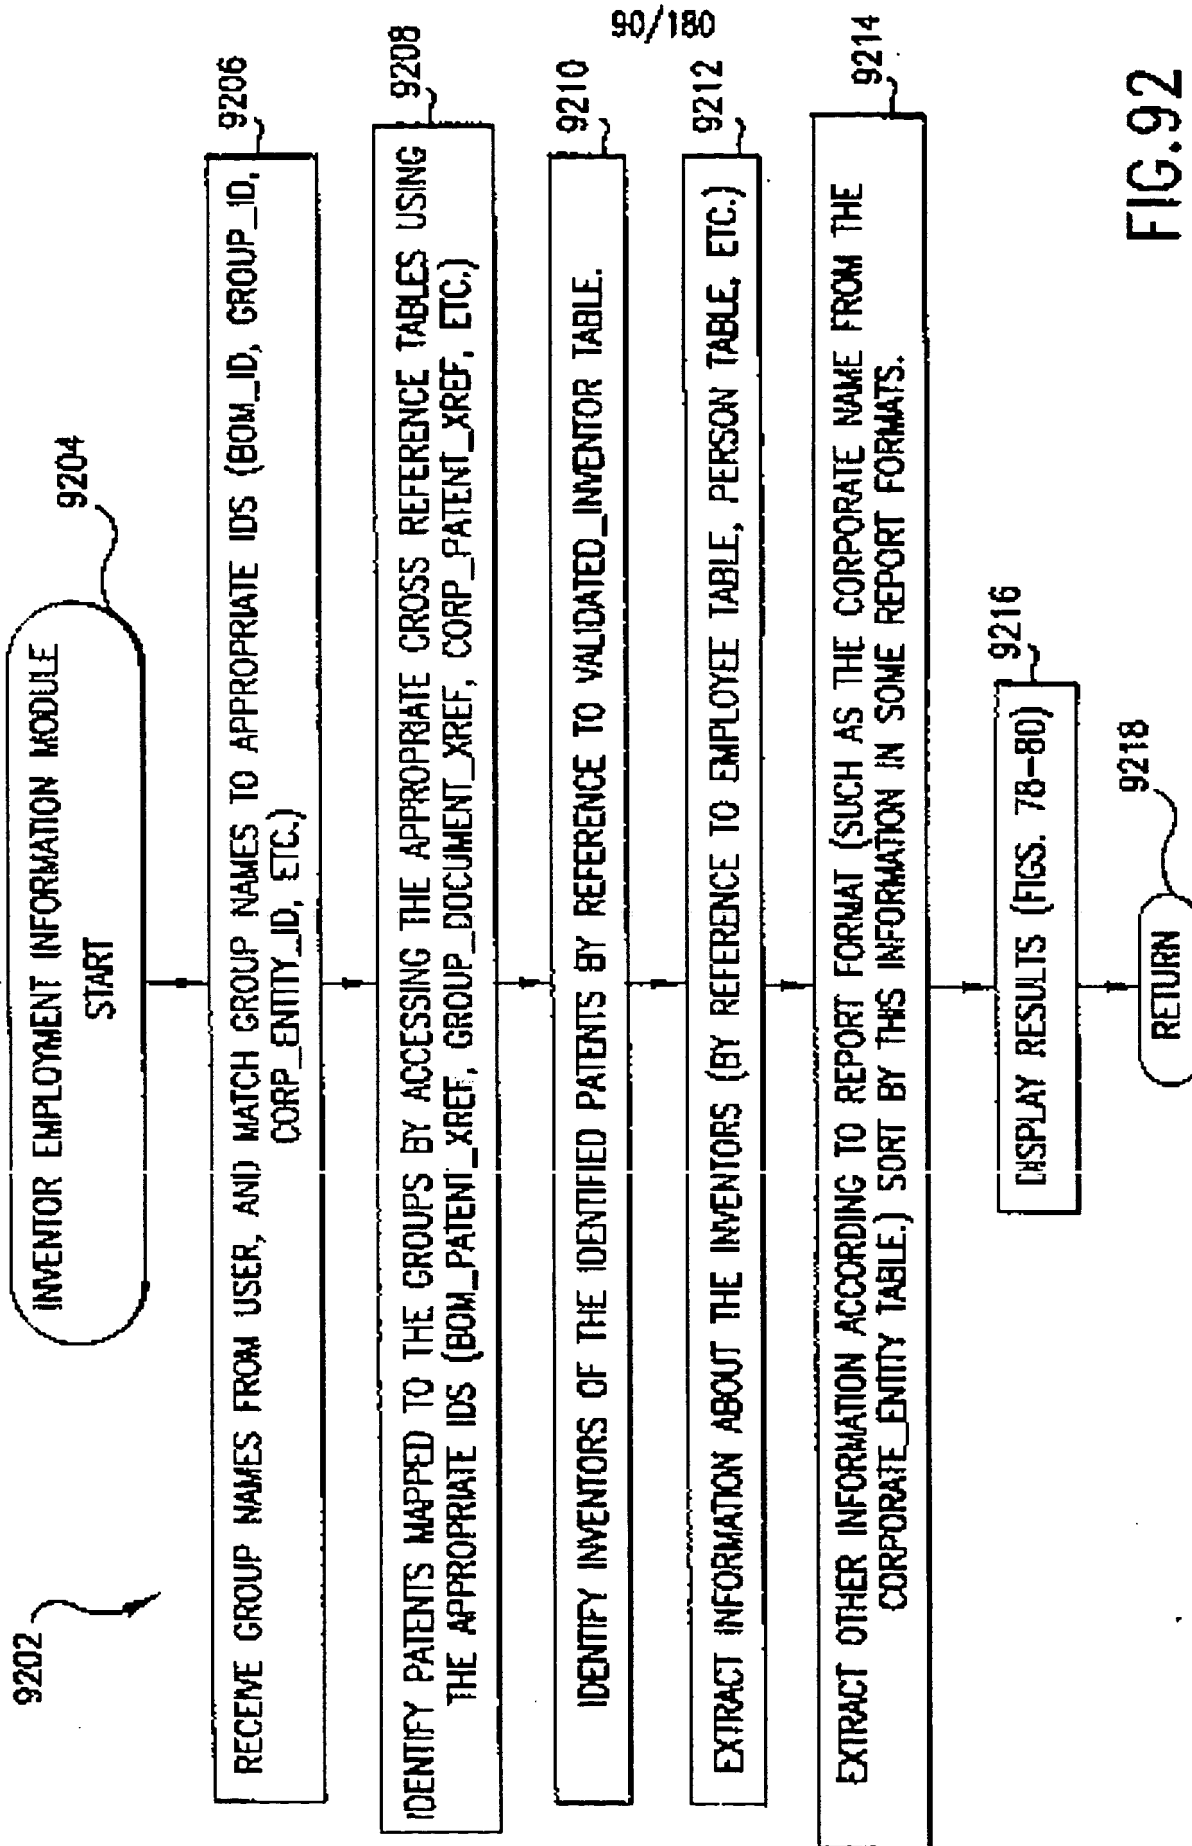 90/180
9202
INVENTOR EMPLOYMENT INFORMATION MODULE
START
9204
RECEIVE GROUP NAMES FROM USER, AND MATCH GROUP NAMES TO APPROPRIATE IDS (BOM_ID, GROUP_ID,
CORP_ENTITY_ID, ETC.)
9206
IDENTIFY PATENTS MAPPED TO THE GROUPS BY ACCESSING THE APPROPRIATE CROSS REFERENCE TABLES USING
THE APPROPRIATE IDS (BOM_PATENT_XREF, GROUP_DOCUMENT_XREF, CORP_PATENT_XREF, ETC.)
9208
IDENTIFY INVENTORS OF THE IDENTIFIED PATENTS BY REFERENCE TO VALIDATED_INVENTOR TABLE.
9210
EXTRACT INFORMATION ABOUT THE INVENTORS (BY REFERENCE TO EMPLOYEE TABLE, PERSON TABLE, ETC.)
9212
EXTRACT OTHER INFORMATION ACCORDING TO REPORT FORMAT (SUCH AS THE CORPORATE NAME FROM THE
CORPORATE_ENTITY TABLE.) SORT BY THIS INFORMATION IN SOME REPORT FORMATS.
9214
DISPLAY RESULTS (FIGS. 78-80)
9216
RETURN
9218
FIG.92